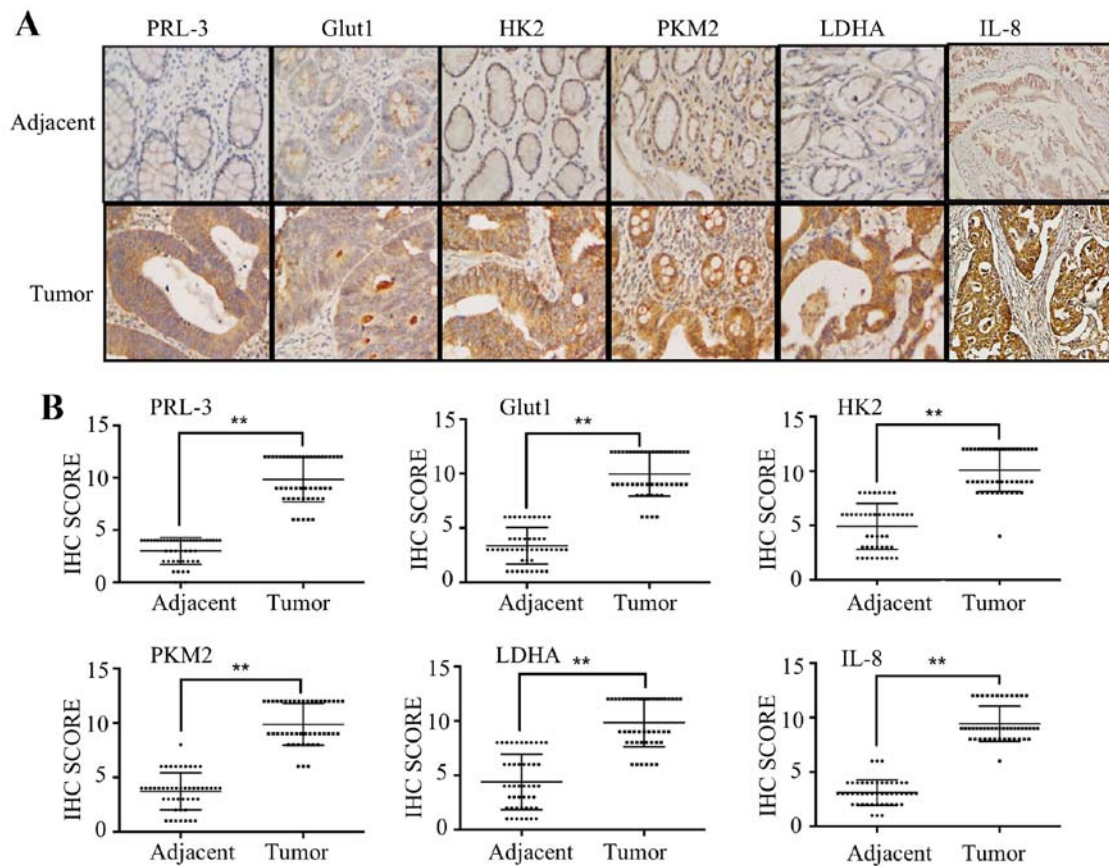 A
PRL-3 Glut1 HK2 PKM2 LDHA IL-8
Adjacent
Tumor
B
PRL-3
**
15
10
5
0
IHC SCORE
Adjacent Tumor
Glut1
**
15
10
5
0
IHC SCORE
Adjacent Tumor
HK2
**
15
10
5
0
IHC SCORE
Adjacent Tumor
PKM2
**
15
10
5
0
IHC SCORE
Adjacent Tumor
LDHA
**
15
10
5
0
IHC SCORE
Adjacent Tumor
IL-8
**
15
10
5
0
IHC SCORE
Adjacent Tumor